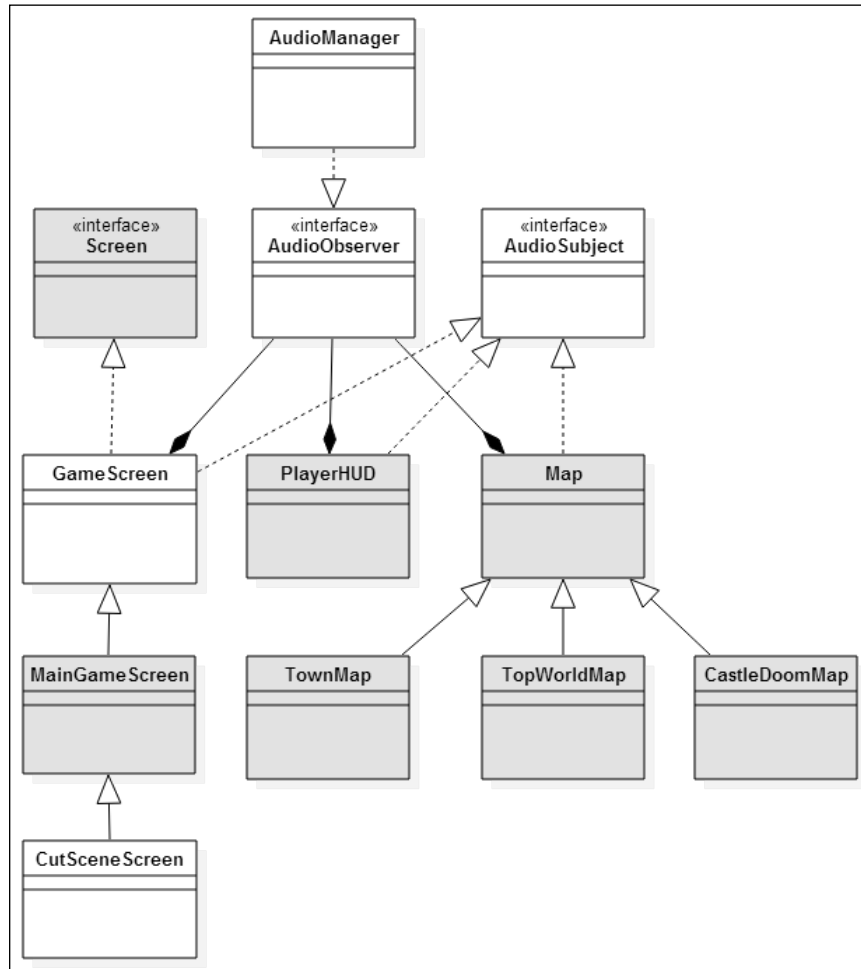 AudioManager
«interface»
Screen
«interface»
AudioObserver
«interface»
AudioSubject
GameScreen
PlayerHUD
Map
MainGameScreen
TownMap
TopWorldMap
CastleDoomMap
CutSceneScreen